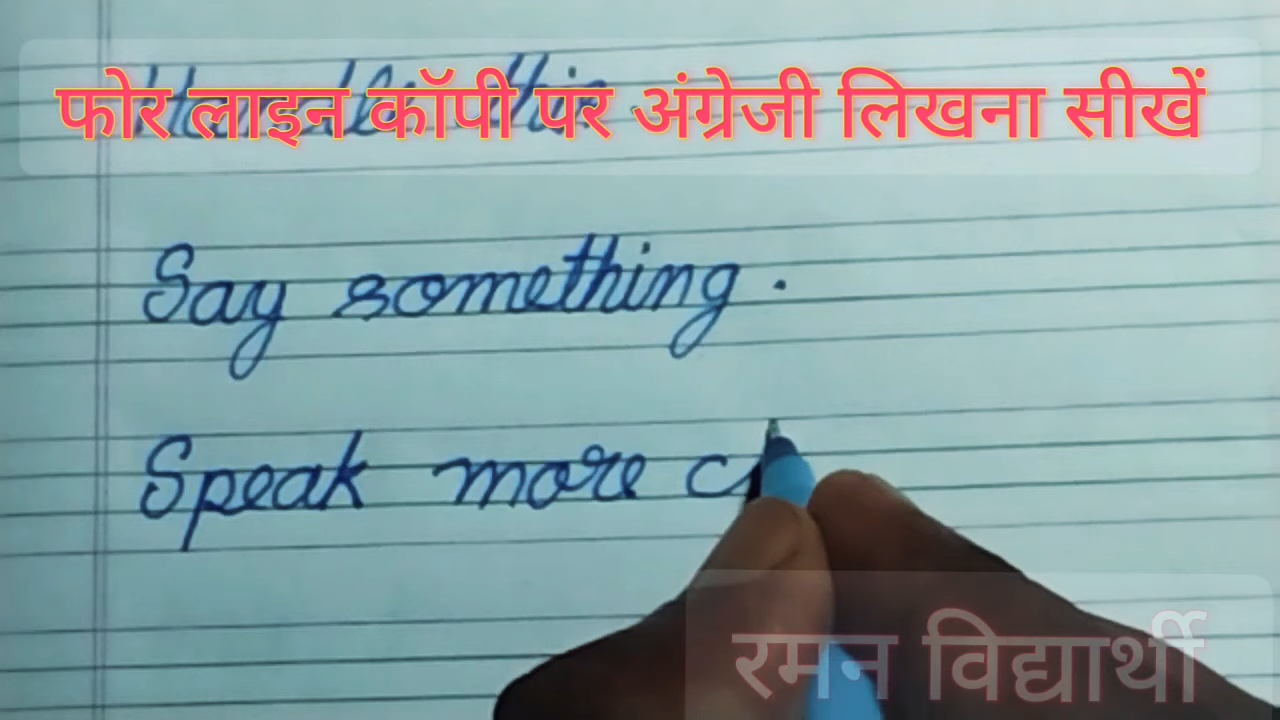 फोर लाइन कॉपी पर अंग्रेजी लिखना सीखें
Say something.
Speak more
रमन विद्यार्थी